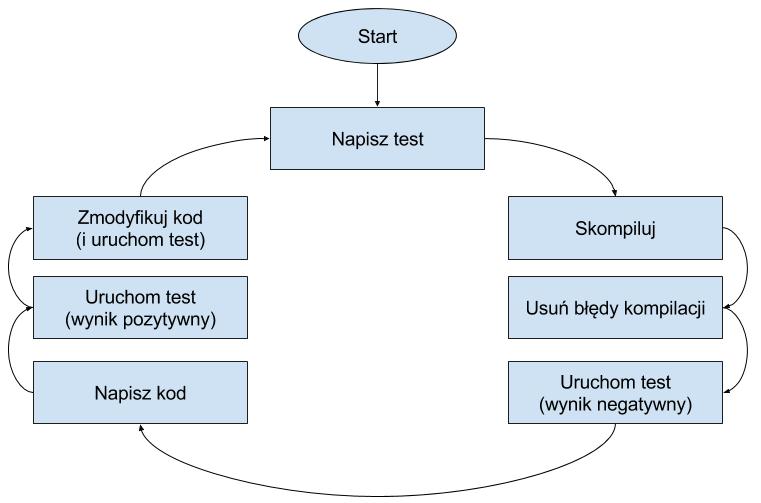 Start
Napisz test
Skompiluj
Usuń błędy kompilacji
Uruchom test
(wynik negatywny)
Napisz kod
Uruchom test
(wynik pozytywny)
Zmodyfikuj kod
(i uruchom test)